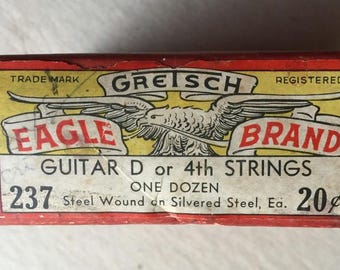 TRADE MARK GRETSCH REGISTERED
EAGLE BRAND
GUITAR D or 4th STRINGS
ONE DOZEN
237 Steel Wound on Silvered Steel, Ea. 20¢